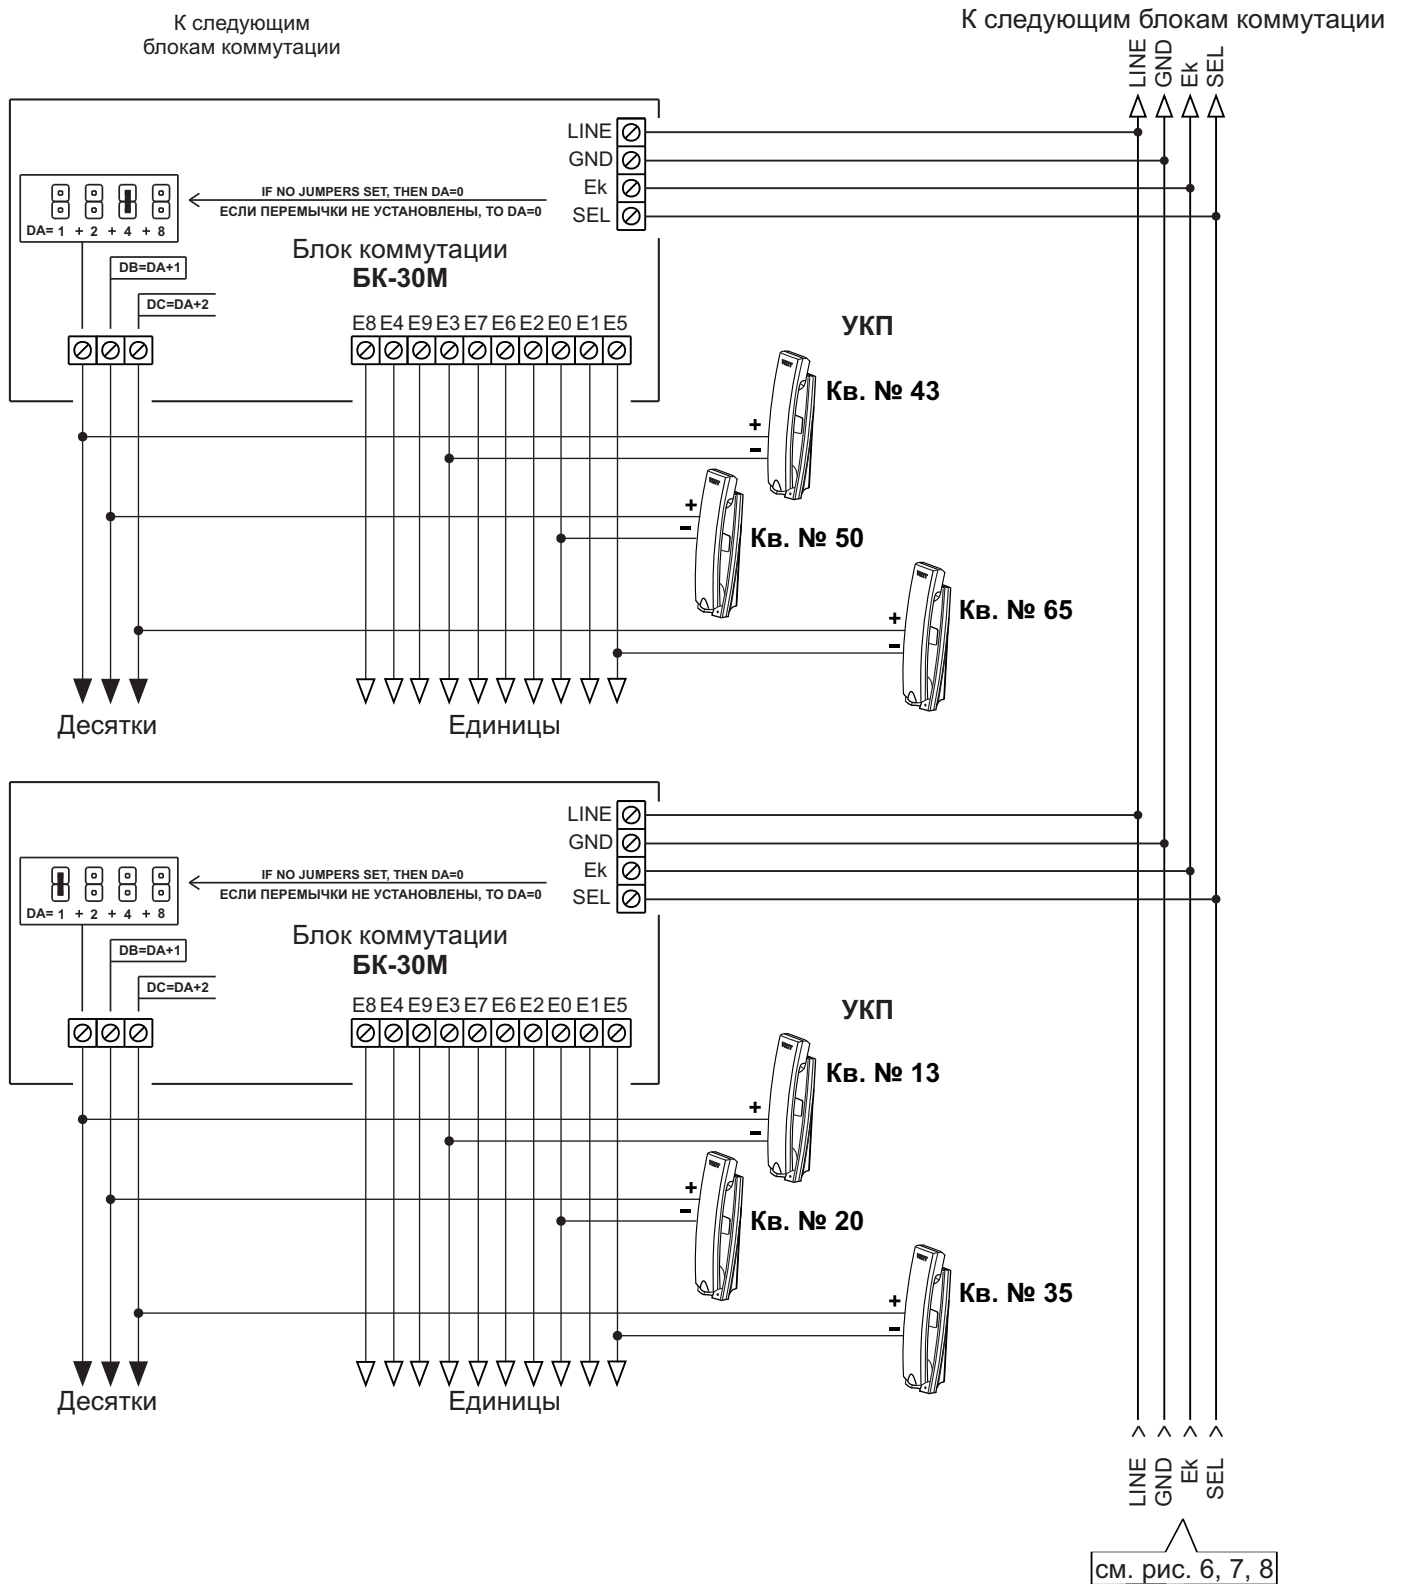 К следующим
блокам коммутации
К следующим блокам коммутации
LINE
GND
Ek
SEL
LINE
GND
Ek
SEL
IF NO JUMPERS SET, THEN DA=0
ЕСЛИ ПЕРЕМЫЧКИ НЕ УСТАНОВЛЕНЫ, ТО DA=0
DA= 1 + 2 + 4 + 8
Блок коммутации
БК-30М
DB=DA+1
DC=DA+2
E8 E4 E9 E3 E7 E6 E2 E0 E1 E5
УКП
Кв. № 43
+
−
Кв. № 50
+
−
Кв. № 65
+
−
Десятки
Единицы
LINE
GND
Ek
SEL
IF NO JUMPERS SET, THEN DA=0
ЕСЛИ ПЕРЕМЫЧКИ НЕ УСТАНОВЛЕНЫ, ТО DA=0
DA= 1 + 2 + 4 + 8
Блок коммутации
БК-30М
DB=DA+1
DC=DA+2
E8 E4 E9 E3 E7 E6 E2 E0 E1 E5
УКП
Кв. № 13
+
−
Кв. № 20
+
−
Кв. № 35
+
−
Десятки
Единицы
LINE
GND
Ek
SEL
см. рис. 6, 7, 8